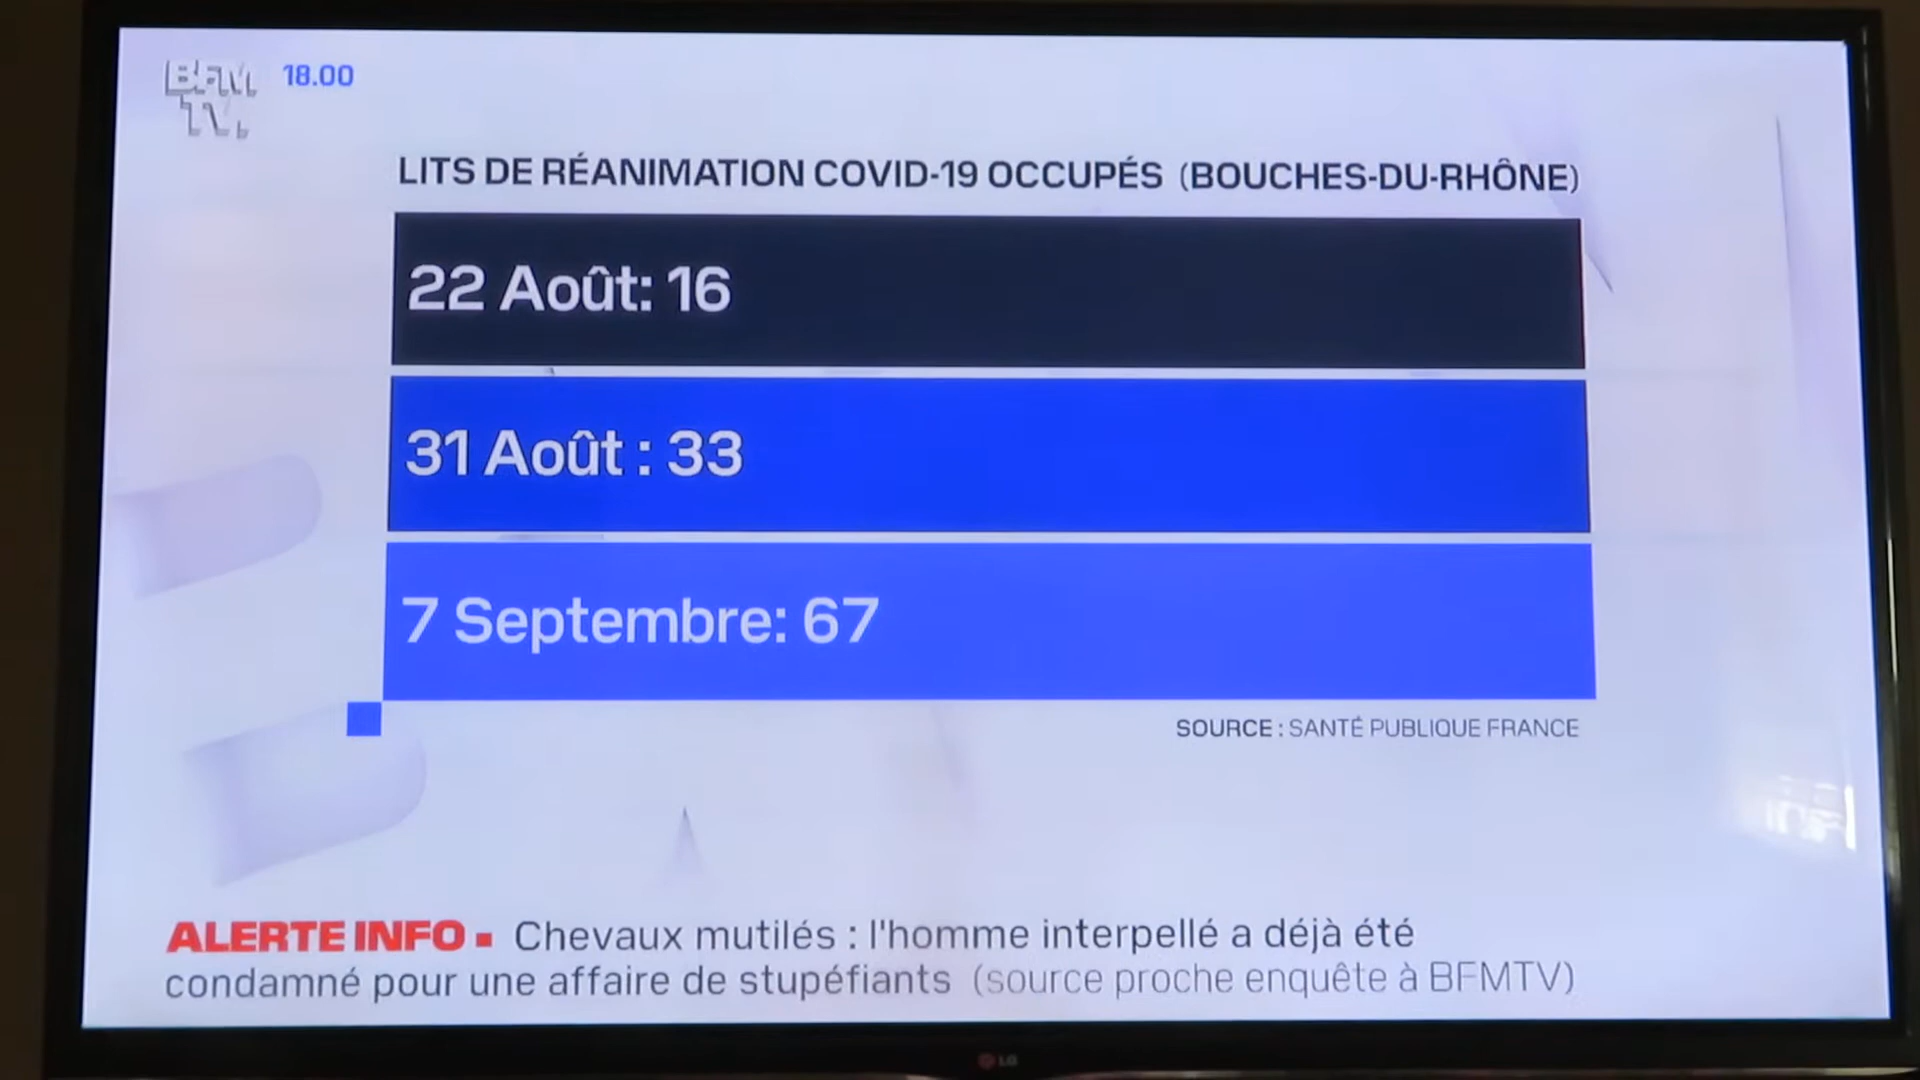 BFM 18.00
TV.
LITS DE RÉANIMATION COVID-19 OCCUPÉS (BOUCHES-DU-RHÔNE)
22 Août: 16
31 Août : 33
7 Septembre: 67
SOURCE : SANTÉ PUBLIQUE FRANCE
ALERTE INFO Chevaux mutilés : l'homme interpellé a déjà été
condamné pour une affaire de stupéfiants (source proche enquête à BFMTV)
LG